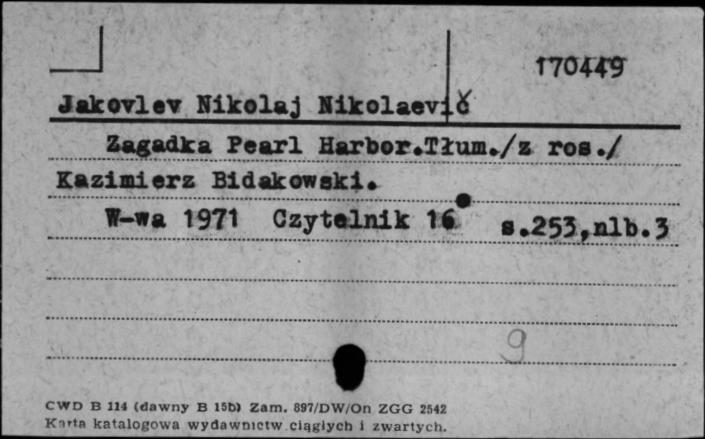 170449
Jakovlev Nikolaj Nikolaevič
Zagadka Pearl Harbor.Tłum./z ros./
Kazimierz Bidakowski.
W-wa 1971 Czytelnik 16° s.253,nlb.3
9
CWD B 114 (dawny B 15b) Zam. 897/DW/On ZGG 2542
Karta katalogowa wydawnictw ciągłych i zwartych.